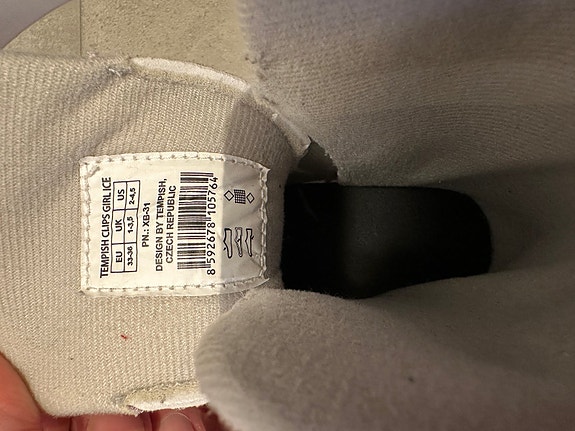 TEMPISH CLIPS GIRL ICE
EU UK US
33-36 1-3,5 2-4,5
PN.: XB-31
DESIGN BY TEMPISH,
CZECH REPUBLIC
8 592678 105764